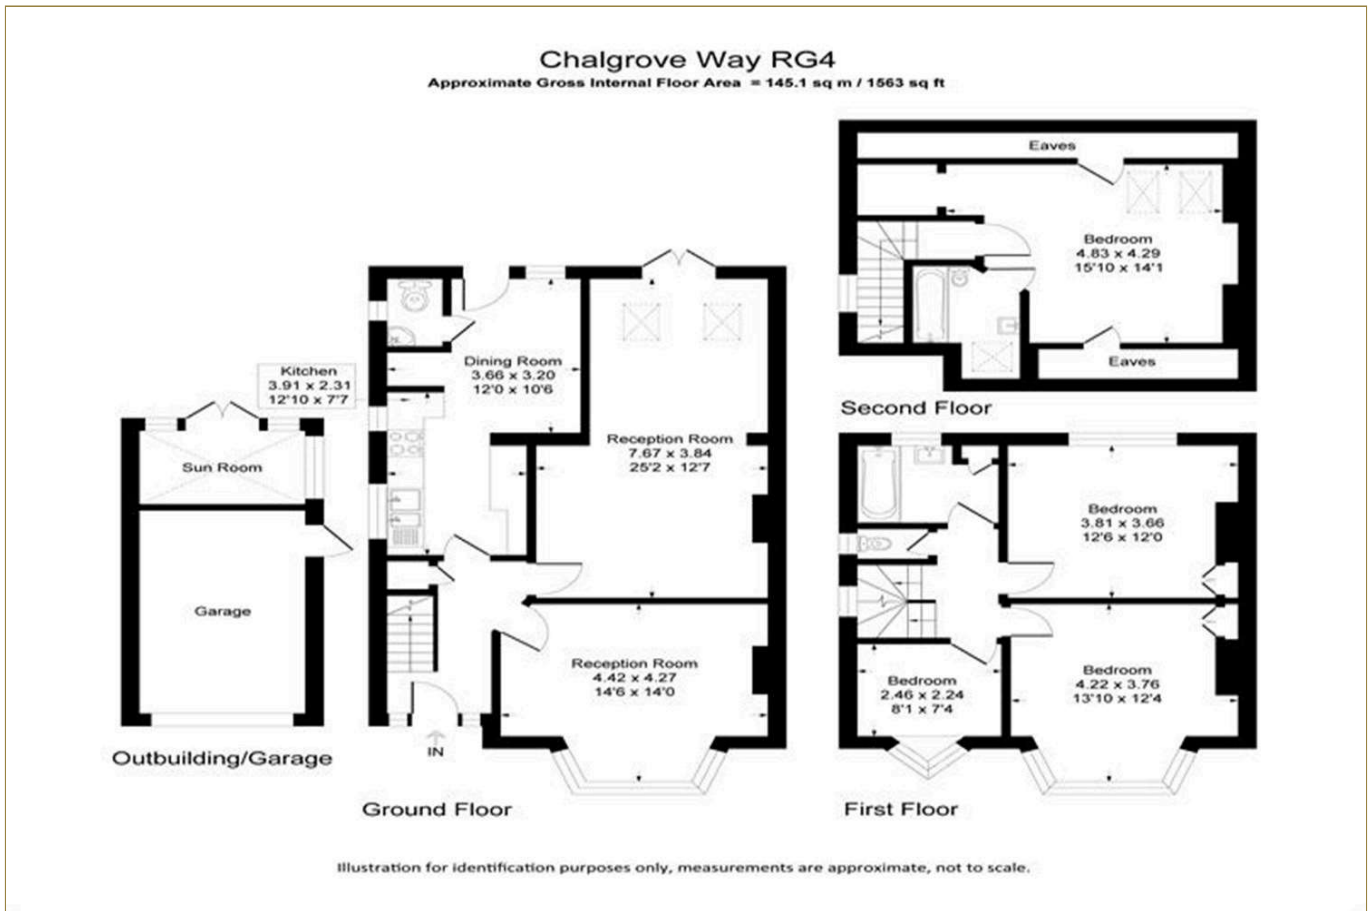 Chalgrove Way RG4
Approximate Gross Internal Floor Area = 145.1 sq m / 1563 sq ft
Eaves
Bedroom
4.83 x 4.29
15'10 x 14'1
Eaves
Second Floor
Kitchen
3.91 x 2.31
12'10 x 7'7
Dining Room
3.66 x 3.20
12'0 x 10'6
Reception Room
7.67 x 3.84
25'2 x 12'7
Sun Room
Garage
Outbuilding/Garage
Reception Room
4.42 x 4.27
14'6 x 14'0
IN
Ground Floor
Bedroom
3.81 x 3.66
12'6 x 12'0
Bedroom
2.46 x 2.24
8'1 x 7'4
Bedroom
4.22 x 3.76
13'10 x 12'4
First Floor
Illustration for identification purposes only, measurements are approximate, not to scale.